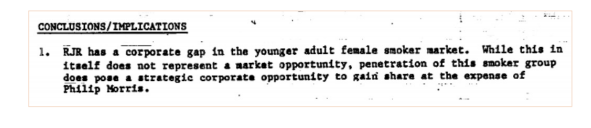 CONCLUSIONS/IMPLICATIONS
1. RJR has a corporate gap in the younger adult female smoker market. While this in
itself does not represent a market opportunity, penetration of this smoker group
does pose a strategic corporate opportunity to gain share at the expense of
Philip Morris.